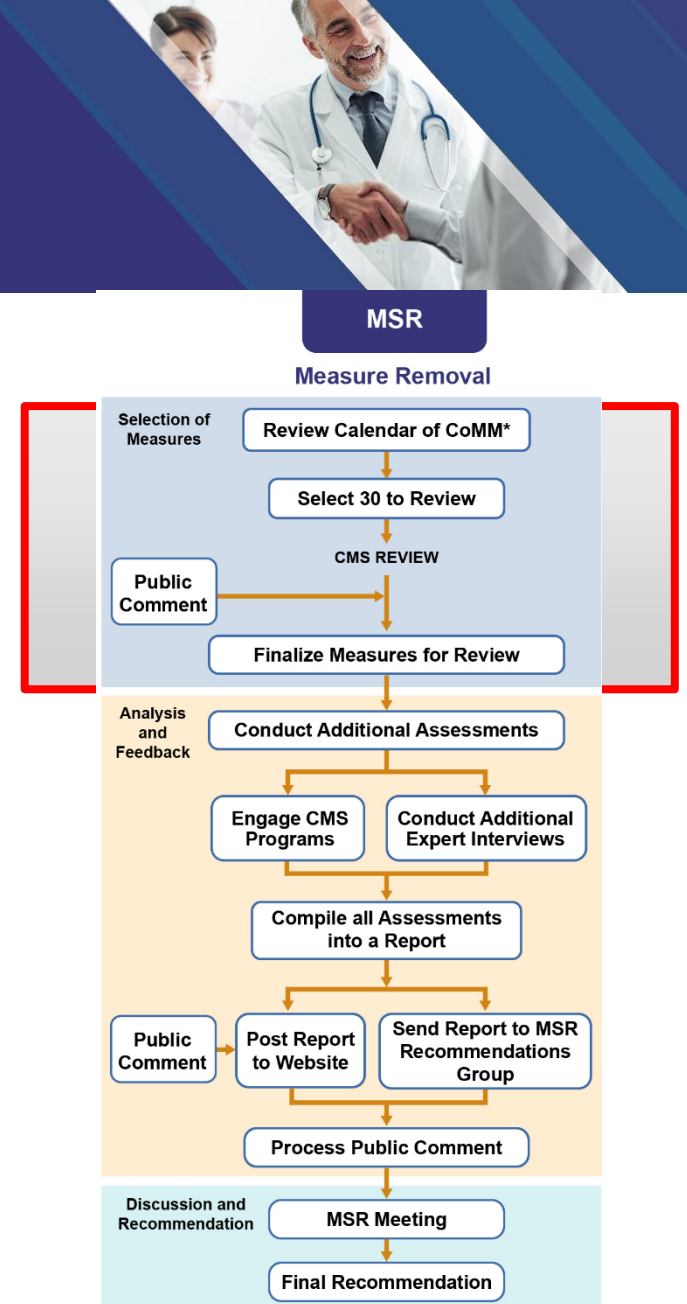 MSR
Measure Removal
Selection of
Measures
Review Calendar of CoMM*
Select 30 to Review
CMS REVIEW
Public
Comment
Finalize Measures for Review
Analysis
and
Feedback
Conduct Additional Assessments
Engage CMS
Programs
Conduct Additional
Expert Interviews
Compile all Assessments
into a Report
Public
Comment
Post Report
to Website
Send Report to MSR
Recommendations
Group
Process Public Comment
Discussion and
Recommendation
MSR Meeting
Final Recommendation